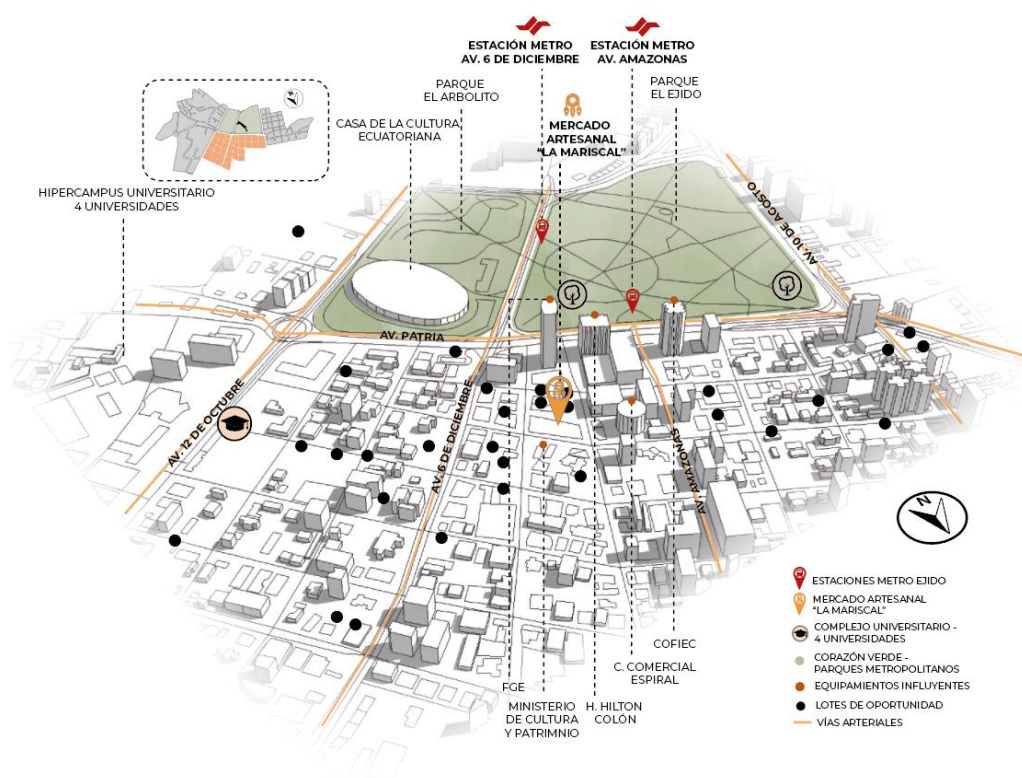 ESTACIÓN METRO
AV. 6 DE DICIEMBRE
ESTACIÓN METRO
AV. AMAZONAS
PARQUE
EL ARBOLITO
PARQUE
EL EJIDO
CASA DE LA CULTURA
ECUATORIANA
MERCADO
ARTESANAL
“LA MARISCAL”
HIPERCAMPUS UNIVERSITARIO
4 UNIVERSIDADES
AV. 10 DE AGOSTO
AV. PATRIA
AV. 12 DE OCTUBRE
AV. 6 DE DICIEMBRE
AV. AMAZONAS
N
ESTACIONES METRO EJIDO
MERCADO ARTESANAL
“LA MARISCAL”
COMPLEJO UNIVERSITARIO -
4 UNIVERSIDADES
CORAZÓN VERDE -
PARQUES METROPOLITANOS
EQUIPAMIENTOS INFLUYENTES
LOTES DE OPORTUNIDAD
VÍAS ARTERIALES
COFIEC
C. COMERCIAL
ESPIRAL
FGE
MINISTERIO
DE CULTURA
Y PATRIMNIO
H. HILTON
COLÓN